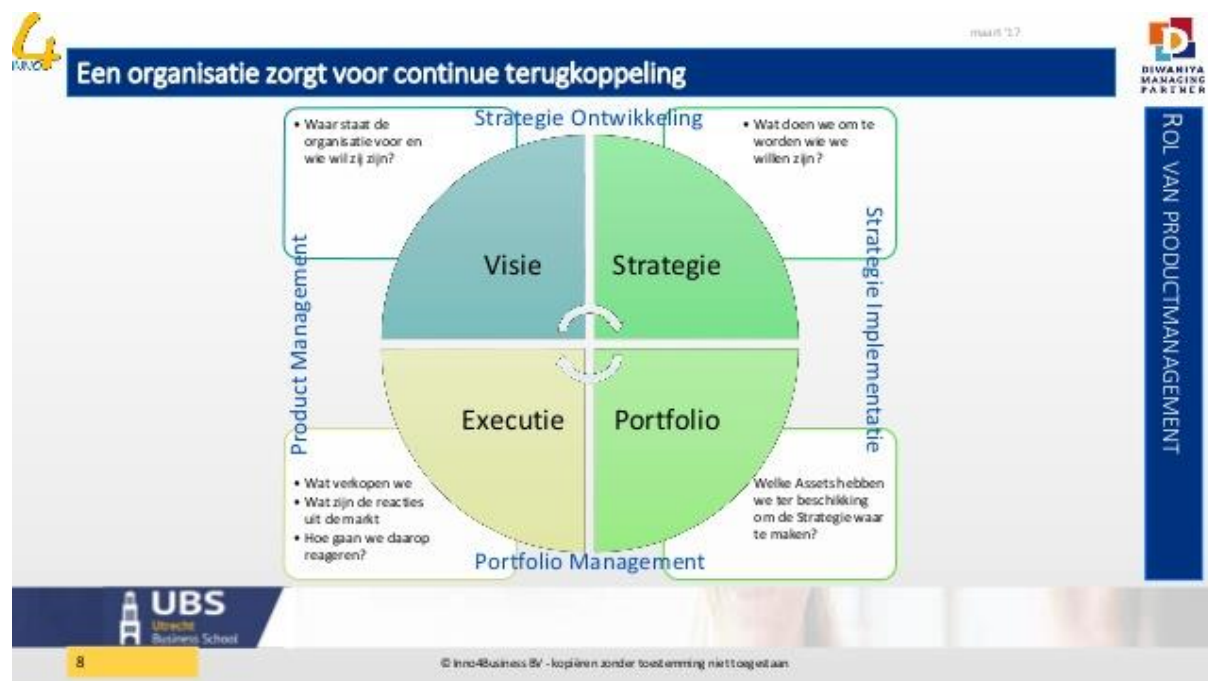 maart '17
4
INNO
Een organisatie zorgt voor continue terugkoppeling
DIWANIYA
MANAGING
PARTNER
ROL VAN PRODUCTMANAGEMENT
Strategie Ontwikkeling
• Waar staat de
organisatie voor en
wie wil zij zijn?
• Wat doen we om te
worden wie we
willen zijn?
Visie
Strategie
Product Management
Strategie Implementatie
Executie
Portfolio
• Wat verkopen we
• Wat zijn de reacties
uit de markt
• Hoe gaan we daarop
reageren?
Welke Assets hebben
we ter beschikking
om de Strategie waar
te maken?
Portfolio Management
UBS
Utrecht
Business School
8
© Inno4Business BV - kopiëren zonder toestemming niet toegestaan